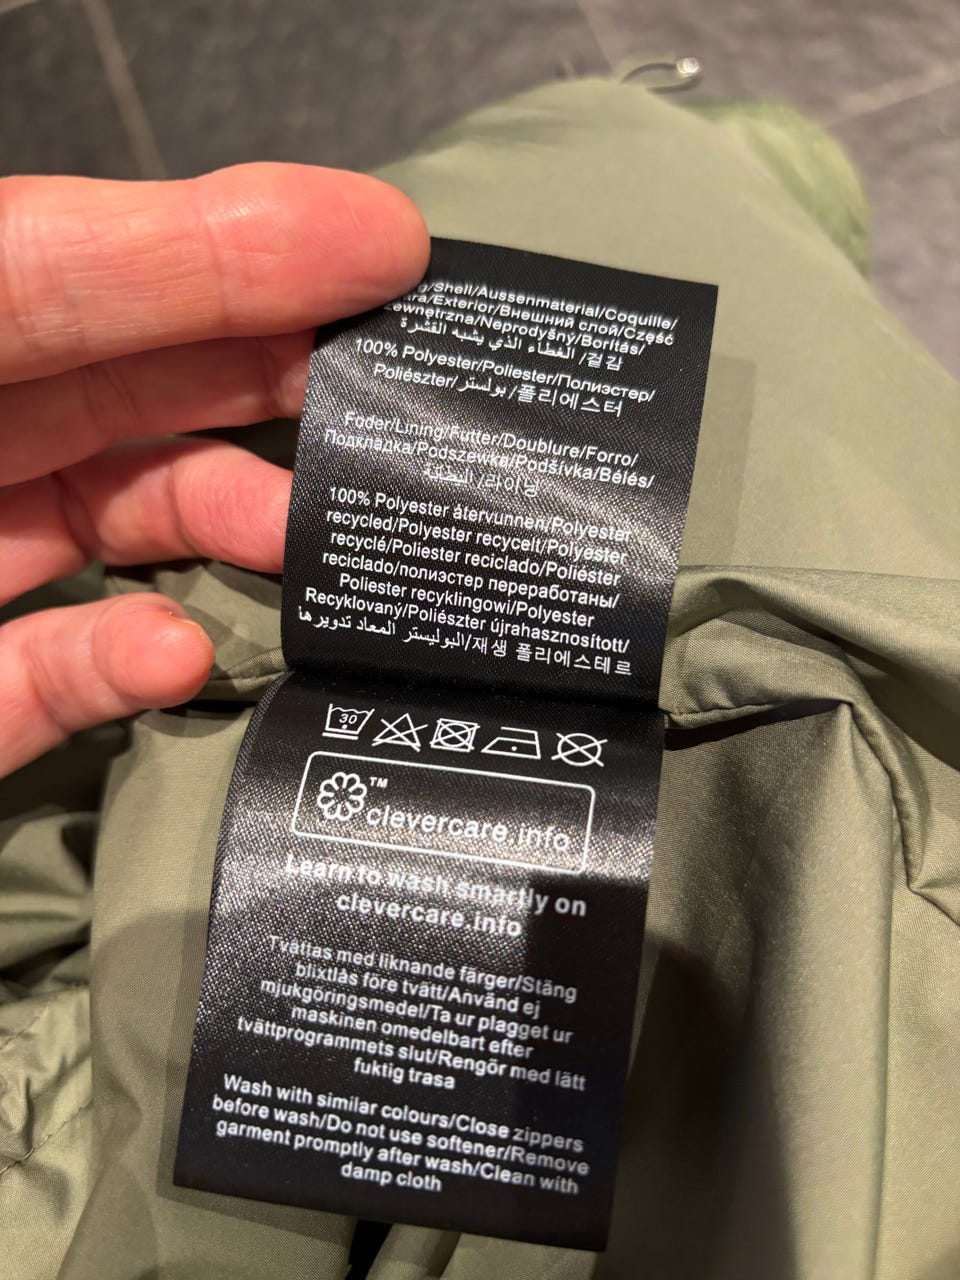 g/Shell/Aussenmaterial/Coquille/
ra/Exterior/Внешний слой/Część
ewnętrzna/Neprodyšný/Borítás/
걸감/ الغطاء الذي يشبه القشرة
100% Polyester/Poliester/Полиэстер/
Poliészter/بولستر/폴리에스터
Foder/Lining/Futter/Doublure/Forro/
Подкладка/Podszewka/Podšívka/Bélés/
البطانة/라이닝
100% Polyester återvunnen/Polyester
recycled/Polyester recycelt/Polyester
recyclé/Poliester reciclado/Poliéster
reciclado/полиэстер переработаны/
Poliester recyklingowi/Polyester
Recyklovaný/Poliészter újrahasznosított/
البوليستر المعاد تدويرها/재생 폴리에스테르
30
™
clevercare.info
Learn to wash smartly on
clevercare.info
Tvättas med liknande färger/Stäng
blixtlås före tvätt/Använd ej
mjukgöringsmedel/Ta ur plagget ur
maskinen omedelbart efter
tvättprogrammets slut/Rengör med lätt
fuktig trasa
Wash with similar colours/Close zippers
before wash/Do not use softener/Remove
garment promptly after wash/Clean with
damp cloth